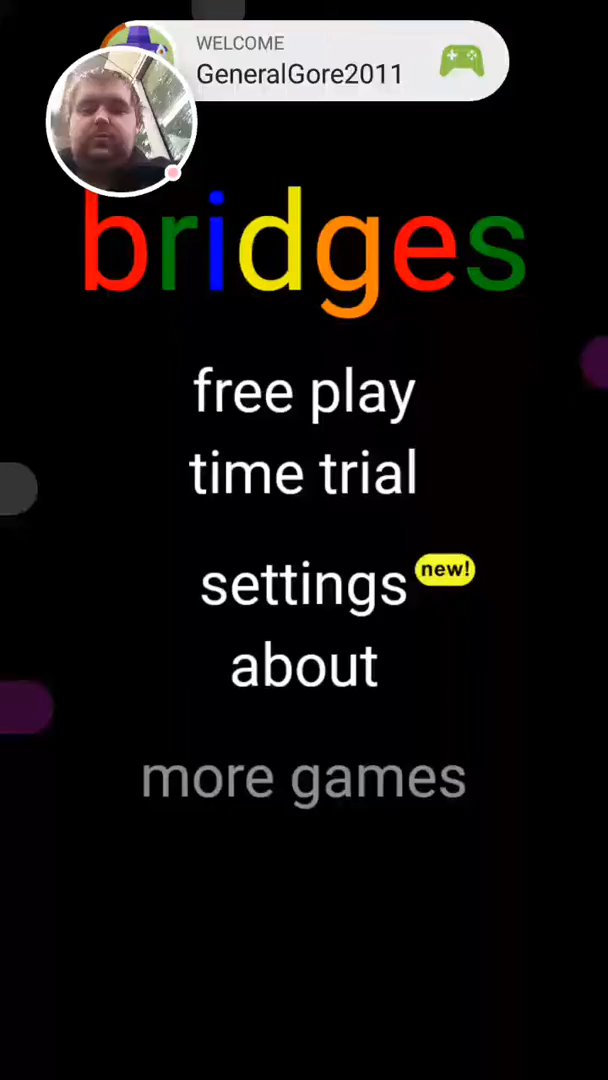 WELCOME
GeneralGore2011
bridges
free play
time trial
settings
new!
about
more games